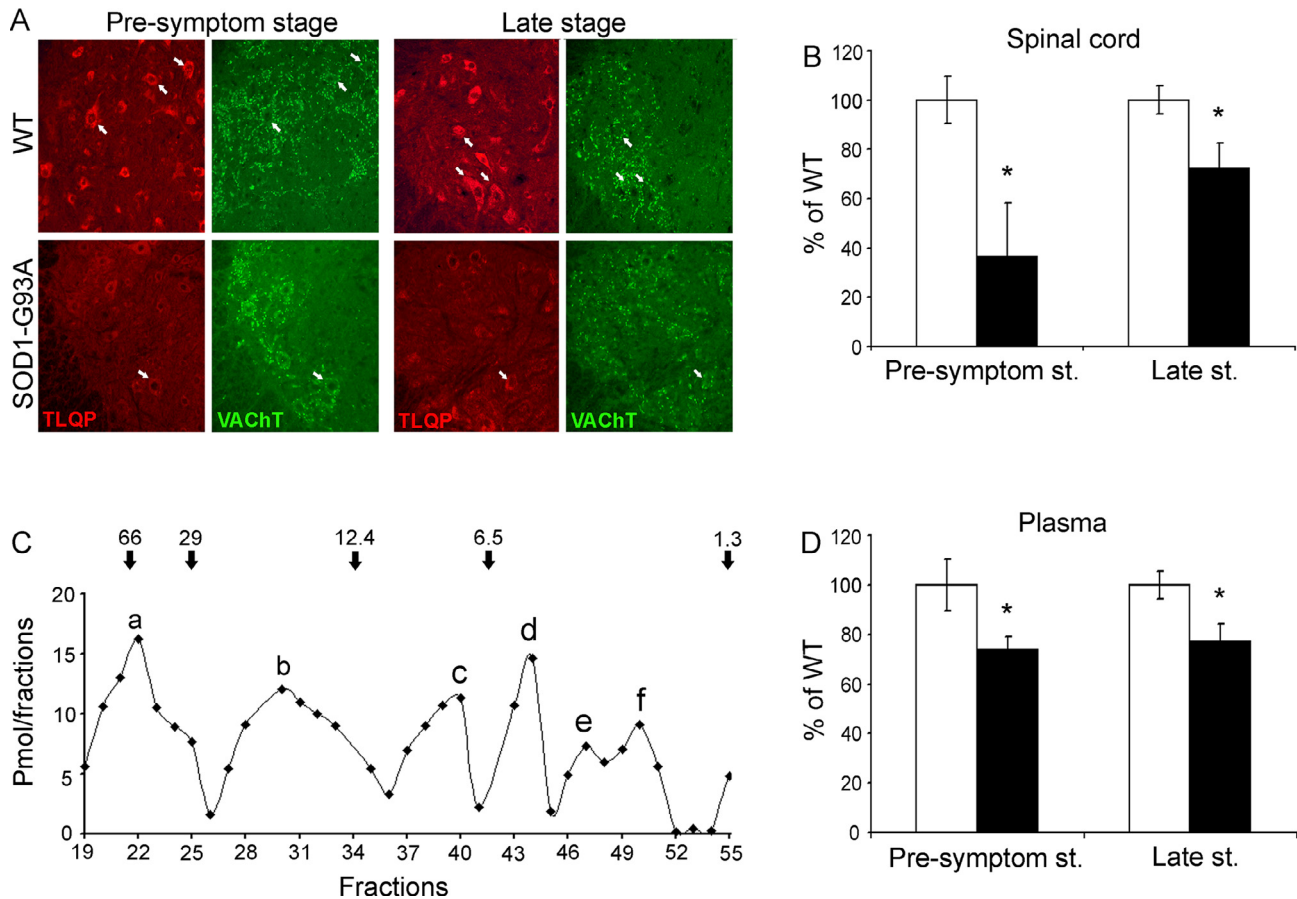 A
Pre-symptom stage
Late stage
WT
SOD1-G93A
TLQP
VAChT
TLQP
VAChT
B
Spinal cord
% of WT
120
100
80
60
40
20
0
*
*
Pre-symptom st.
Late st.
C
66
29
12.4
6.5
1.3
Pmol/fractions
20
15
10
5
0
a
b
c
d
e
f
19
22
25
28
31
34
37
40
43
46
49
52
55
Fractions
D
Plasma
% of WT
120
100
80
60
40
20
0
*
*
Pre-symptom st.
Late st.